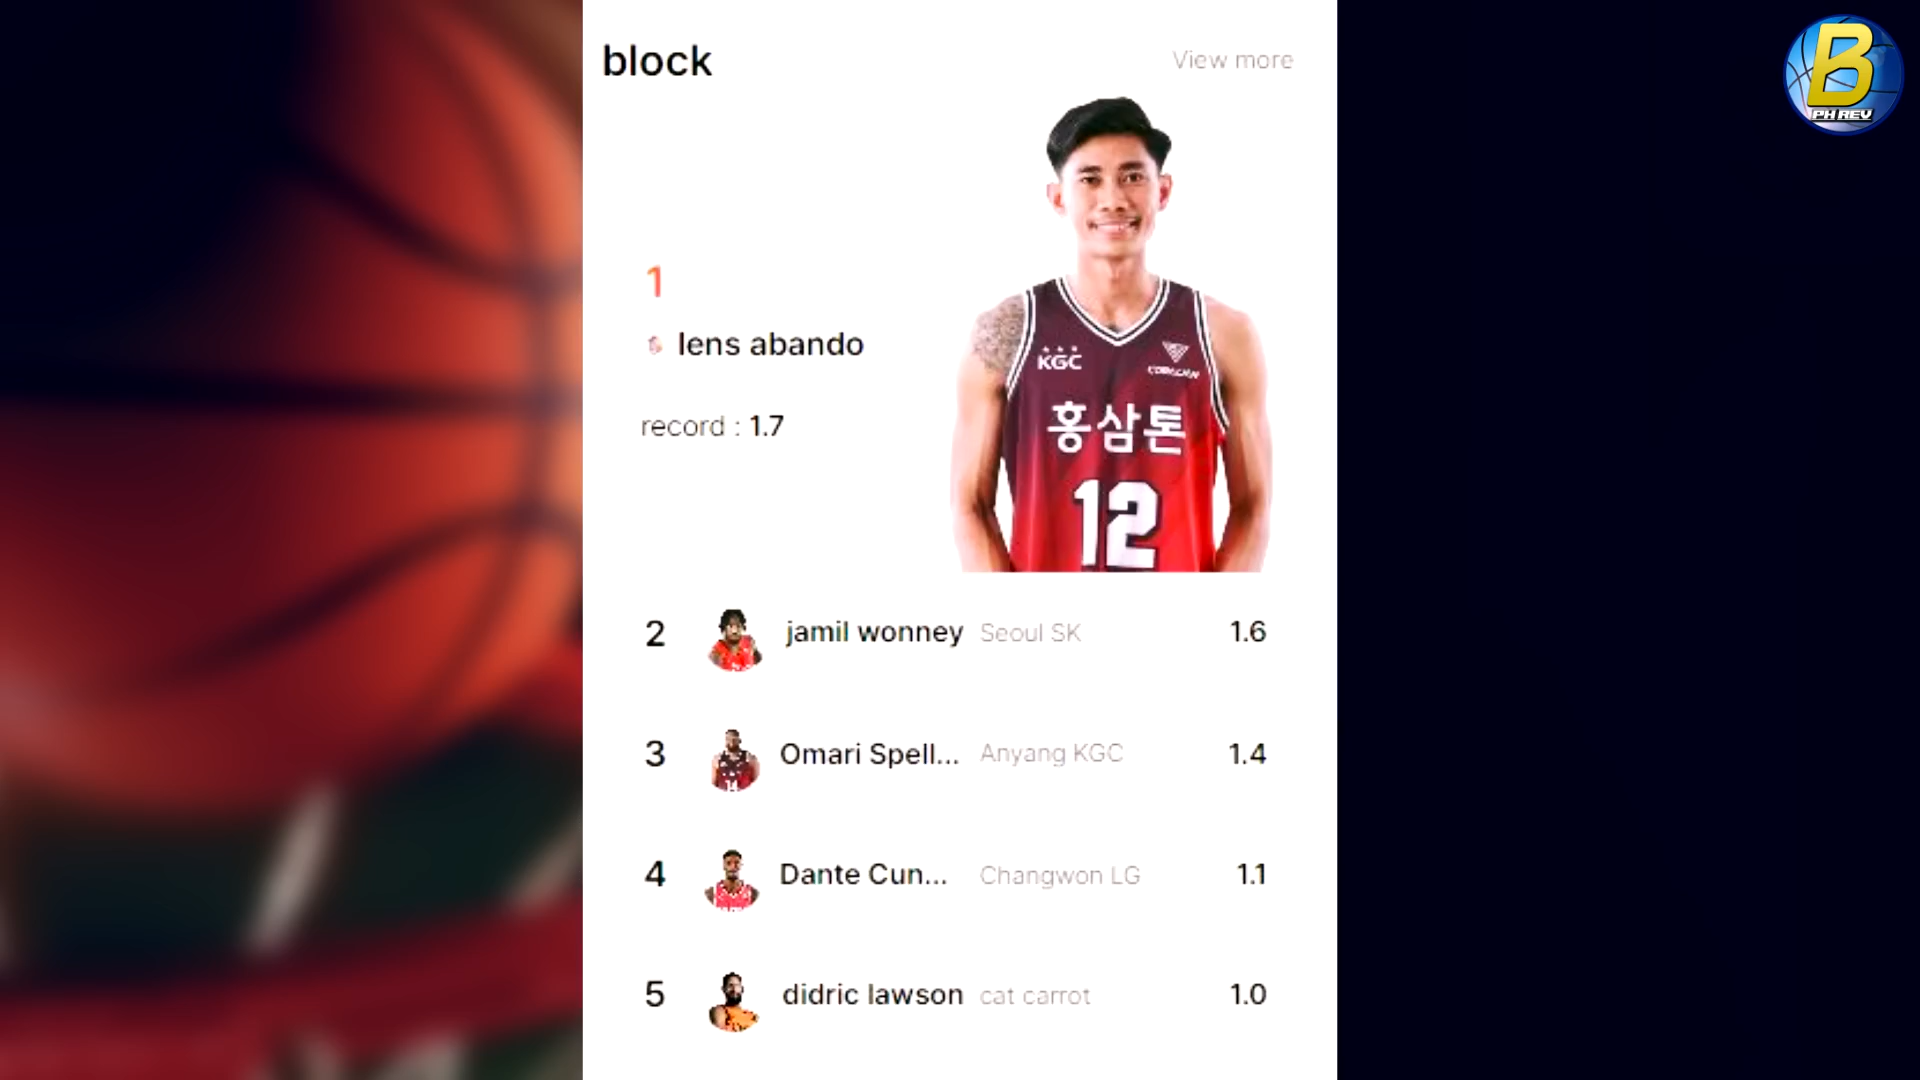 block
View more
B
PH REV
1
lens abando
record : 1.7
KGC
홍삼톤
12
2 jamil wonney Seoul SK 1.6
3 Omari Spell... Anyang KGC 1.4
4 Dante Cun... Changwon LG 1.1
5 didric lawson cat carrot 1.0